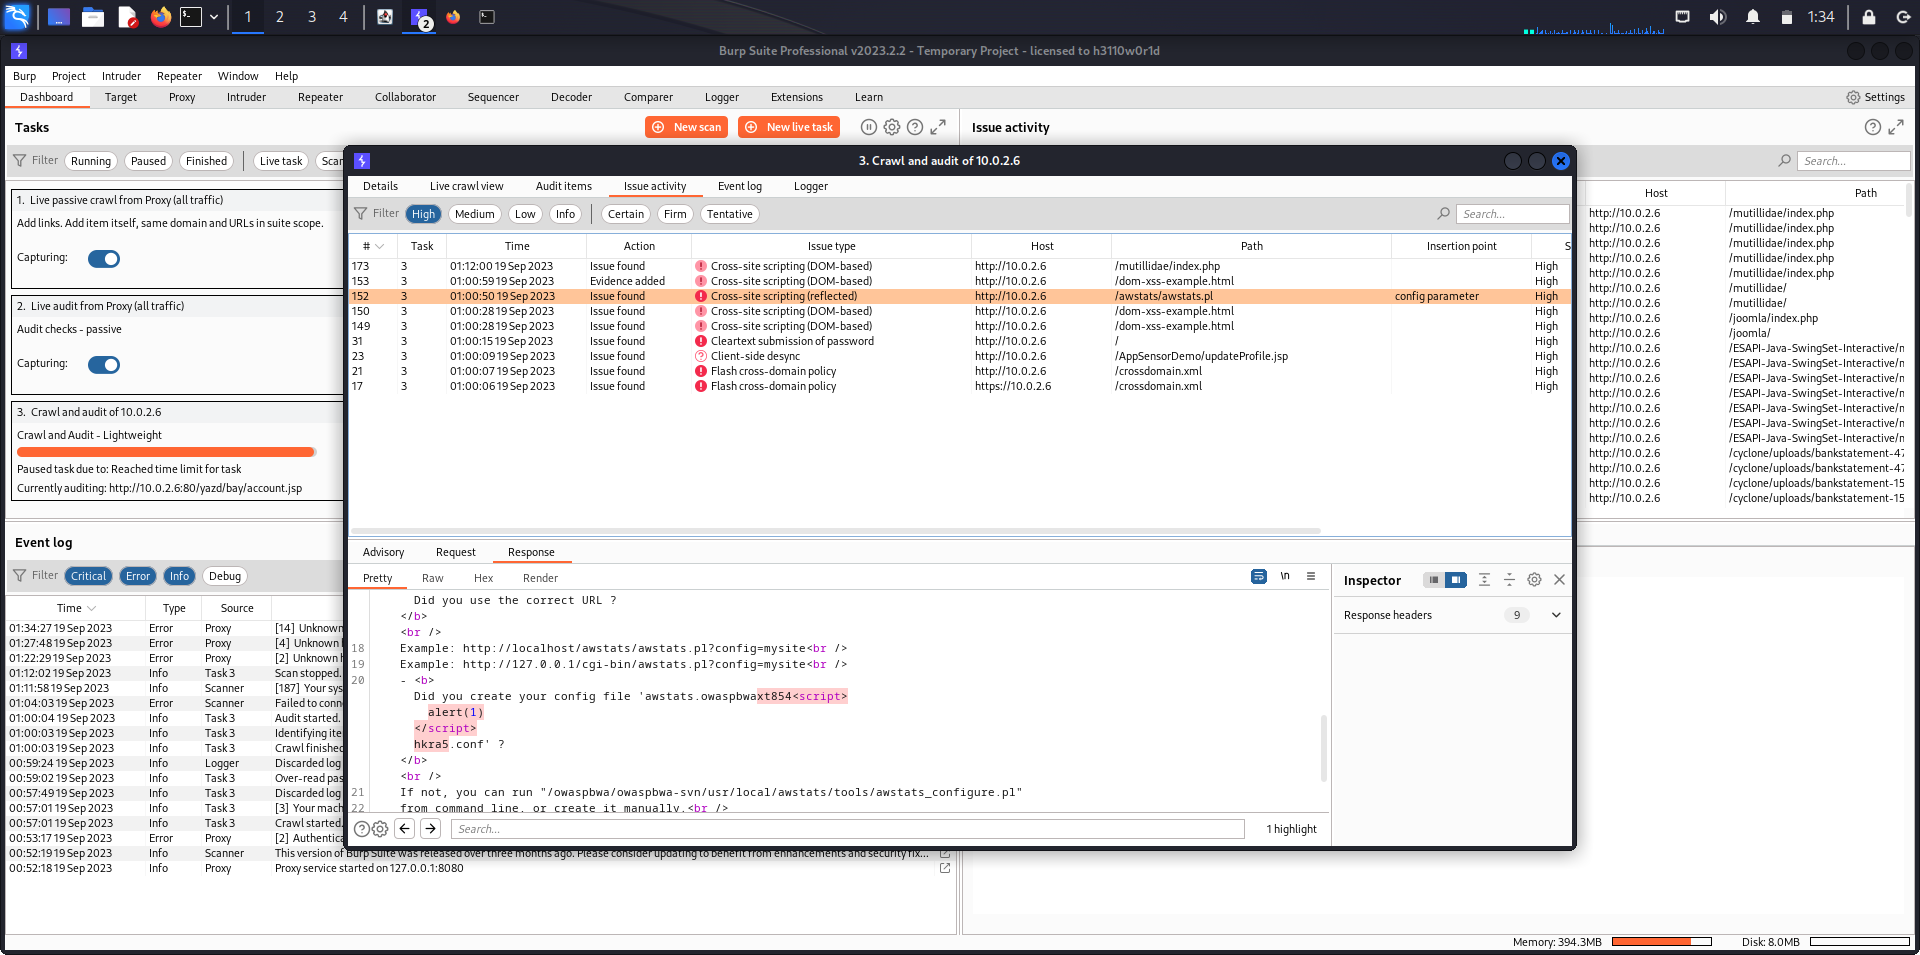 1
2
3
4
2
1:34
Burp Suite Professional v2023.2.2 - Temporary Project - licensed to h3110w0r1d
Burp Project Intruder Repeater Window Help
Dashboard Target Proxy Intruder Repeater Collaborator Sequencer Decoder Comparer Logger Extensions Learn Settings
Tasks
New scan
New live task
Filter Running Paused Finished Live task
1. Live passive crawl from Proxy (all traffic)
Add links. Add item itself, same domain and URLs in suite scope.
Capturing:
2. Live audit from Proxy (all traffic)
Audit checks - passive
Capturing:
3. Crawl and audit of 10.0.2.6
Crawl and Audit - Lightweight
Paused task due to: Reached time limit for task
Currently auditing: http://10.0.2.6:80/yazd/bay/account.jsp
Event log
Filter Critical Error Info Debug
Time Type Source
01:34:27 19 Sep 2023 Error Proxy [14] Unknown
01:27:48 19 Sep 2023 Error Proxy [4] Unknown
01:22:29 19 Sep 2023 Error Proxy [2] Unknown
01:12:02 19 Sep 2023 Info Task 3 Scan stopped.
01:11:58 19 Sep 2023 Info Scanner [187] Your sys
01:04:03 19 Sep 2023 Error Scanner Failed to conn
01:00:04 19 Sep 2023 Info Task 3 Audit started.
01:00:03 19 Sep 2023 Info Task 3 Identifying ite
01:00:03 19 Sep 2023 Info Task 3 Crawl finished
00:59:24 19 Sep 2023 Info Logger Discarded log
00:59:02 19 Sep 2023 Info Task 3 Over-read pas
00:57:49 19 Sep 2023 Info Task 3 Discarded log
00:57:01 19 Sep 2023 Info Task 3 [3] Your mach
00:57:01 19 Sep 2023 Info Task 3 Crawl started.
00:53:17 19 Sep 2023 Error Proxy [2] Authentica
00:52:19 19 Sep 2023 Info Scanner This version of Burp Suite was released over three months ago. Please consider updating to benefit from enhancements and security fix...
00:52:18 19 Sep 2023 Info Proxy Proxy service started on 127.0.0.1:8080
3. Crawl and audit of 10.0.2.6
Details Live crawl view Audit items Issue activity Event log Logger
Filter High Medium Low Info Certain Firm Tentative Search...
# Task Time Action Issue type Host Path Insertion point S
173 3 01:12:00 19 Sep 2023 Issue found Cross-site scripting (DOM-based) http://10.0.2.6 /mutillidae/index.php High
153 3 01:00:59 19 Sep 2023 Evidence added Cross-site scripting (DOM-based) http://10.0.2.6 /dom-xss-example.html High
152 3 01:00:50 19 Sep 2023 Issue found Cross-site scripting (reflected) http://10.0.2.6 /awstats/awstats.pl config parameter High
150 3 01:00:28 19 Sep 2023 Issue found Cross-site scripting (DOM-based) http://10.0.2.6 /dom-xss-example.html High
149 3 01:00:28 19 Sep 2023 Issue found Cross-site scripting (DOM-based) http://10.0.2.6 /dom-xss-example.html High
31 3 01:00:15 19 Sep 2023 Issue found Cleartext submission of password http://10.0.2.6 / High
23 3 01:00:09 19 Sep 2023 Issue found Client-side desync http://10.0.2.6 /AppSensorDemo/updateProfile.jsp High
21 3 01:00:07 19 Sep 2023 Issue found Flash cross-domain policy http://10.0.2.6 /crossdomain.xml High
17 3 01:00:06 19 Sep 2023 Issue found Flash cross-domain policy https://10.0.2.6 /crossdomain.xml High
Advisory Request Response
Pretty Raw Hex Render \n
Did you use the correct URL ?
</b>
<br />
18 Example: http://localhost/awstats/awstats.pl?config=mysite<br />
19 Example: http://127.0.0.1/cgi-bin/awstats.pl?config=mysite<br />
20 - <b>
Did you create your config file 'awstats.owaspbwaxt854<script>
alert(1)
</script>
hkra5.conf' ?
</b>
<br />
21 If not, you can run "/owaspbwa/owaspbwa-svn/usr/local/awstats/tools/awstats_configure.pl"
22 from command line, or create it manually.<br />
Search...
1 highlight
Inspector
Response headers 9
Issue activity
Search...
Host Path
http://10.0.2.6 /mutillidae/index.php
http://10.0.2.6 /mutillidae/index.php
http://10.0.2.6 /mutillidae/index.php
http://10.0.2.6 /mutillidae/index.php
http://10.0.2.6 /mutillidae/index.php
http://10.0.2.6 /mutillidae/
http://10.0.2.6 /mutillidae/
http://10.0.2.6 /joomla/index.php
http://10.0.2.6 /joomla/
http://10.0.2.6 /ESAPI-Java-SwingSet-Interactive/n
http://10.0.2.6 /ESAPI-Java-SwingSet-Interactive/n
http://10.0.2.6 /ESAPI-Java-SwingSet-Interactive/n
http://10.0.2.6 /ESAPI-Java-SwingSet-Interactive/n
http://10.0.2.6 /ESAPI-Java-SwingSet-Interactive/n
http://10.0.2.6 /ESAPI-Java-SwingSet-Interactive/n
http://10.0.2.6 /ESAPI-Java-SwingSet-Interactive/n
http://10.0.2.6 /cyclone/uploads/bankstatement-47
http://10.0.2.6 /cyclone/uploads/bankstatement-47
http://10.0.2.6 /cyclone/uploads/bankstatement-15
http://10.0.2.6 /cyclone/uploads/bankstatement-15
Memory: 394.3MB
Disk: 8.0MB